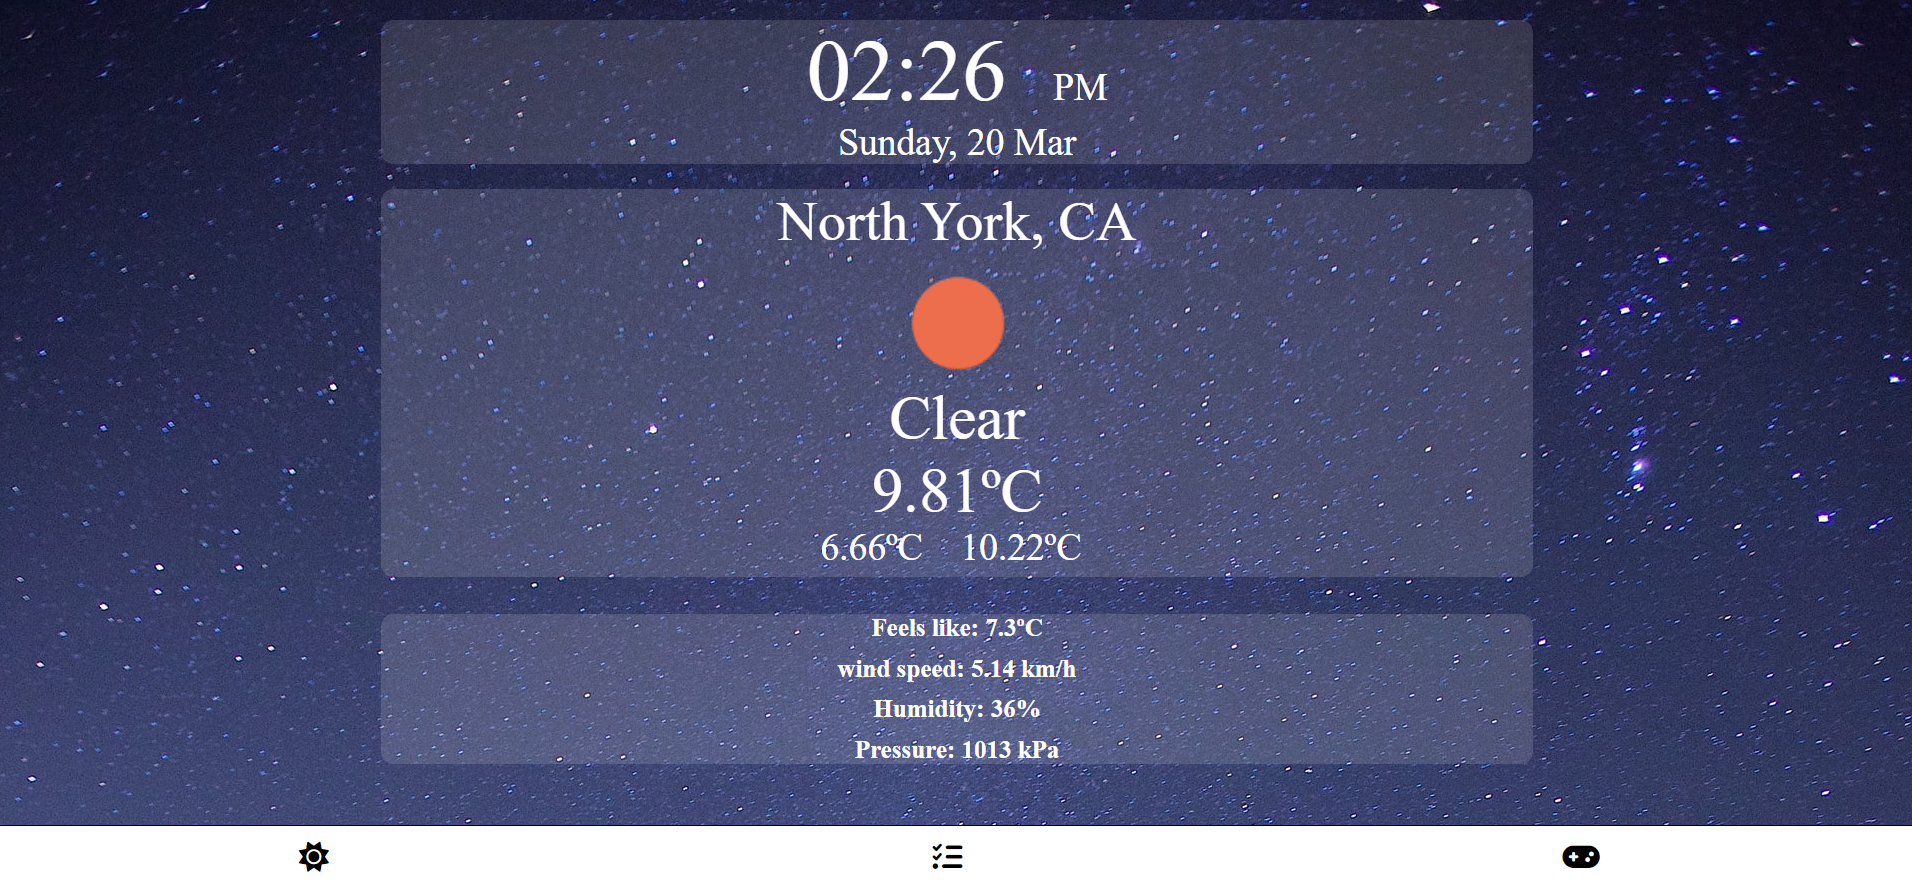 02:26 PM
Sunday, 20 Mar
North York, CA
Clear
9.81ºC
6.66ºC 10.22ºC
Feels like: 7.3ºC
wind speed: 5.14 km/h
Humidity: 36%
Pressure: 1013 kPa